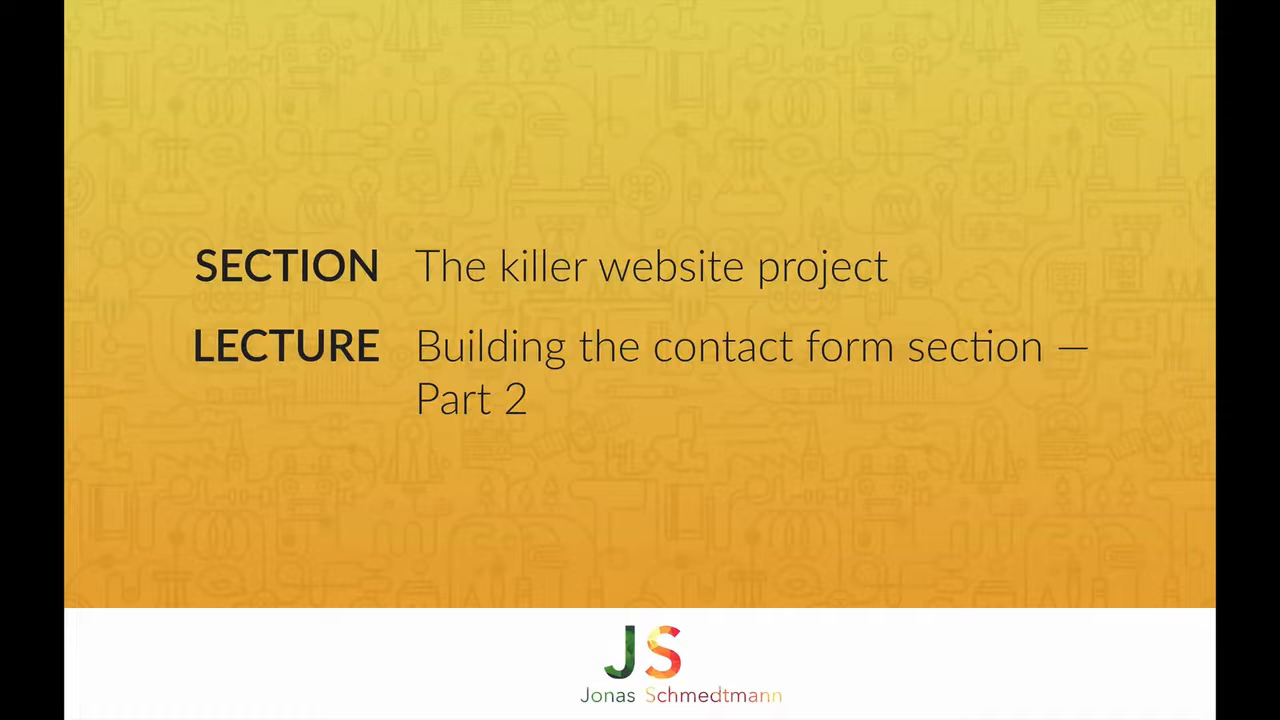 SECTION The killer website project
LECTURE Building the contact form section —
Part 2
JS
Jonas Schmedtmann